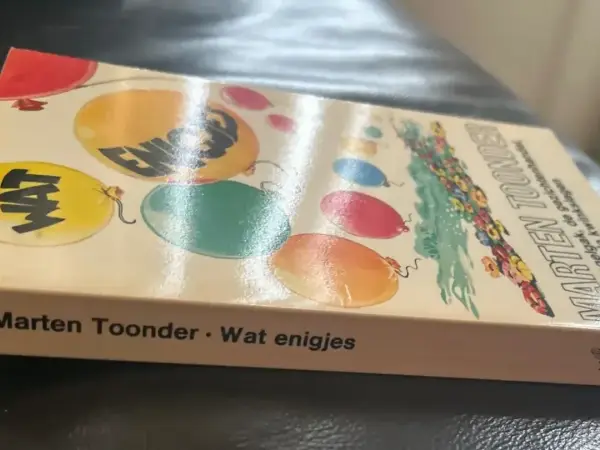 WAT
ENIGJES
MARTEN TOONDER
Marten Toonder · Wat enigjes